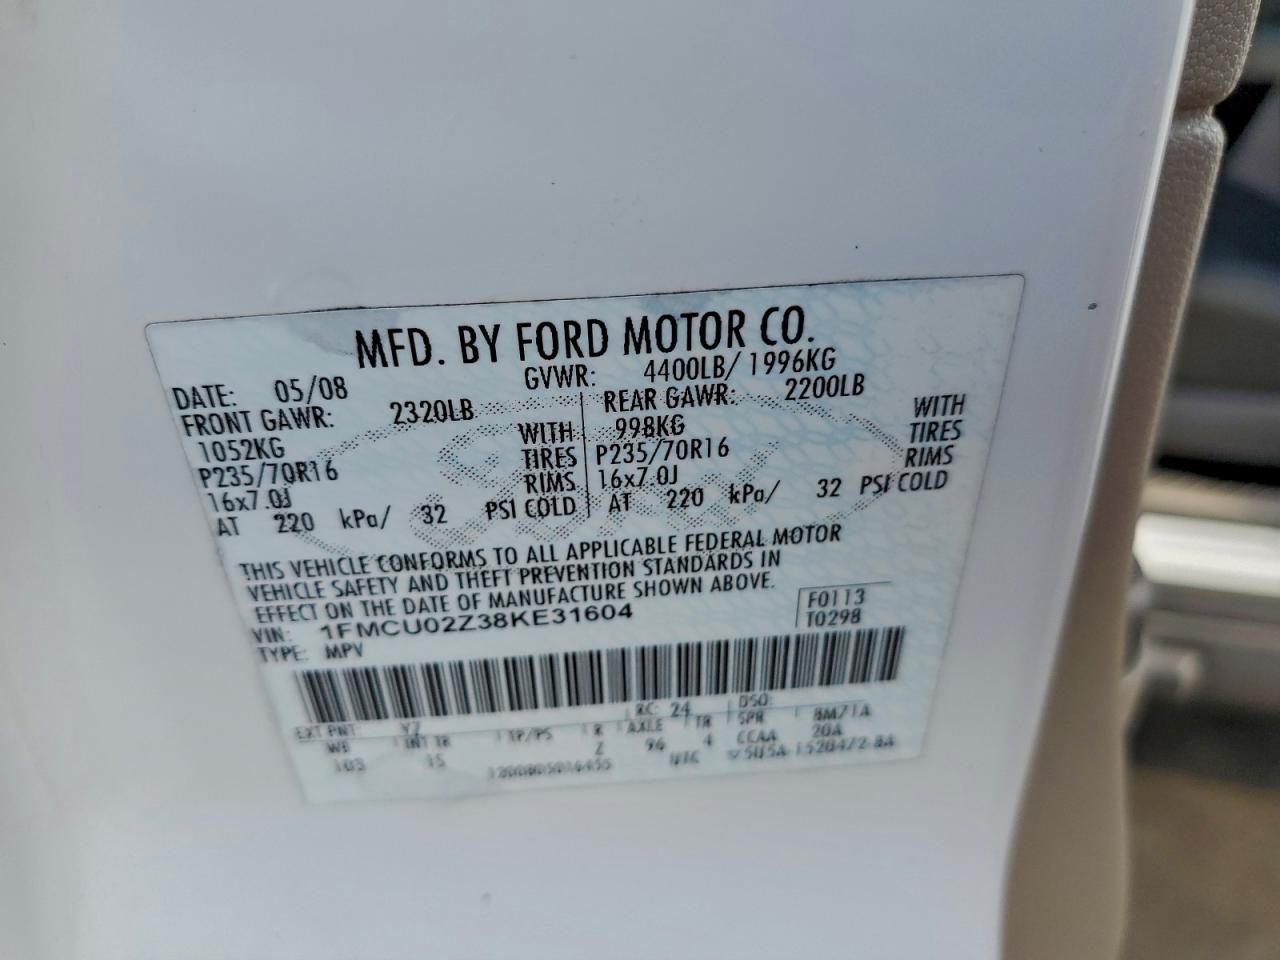 MFD. BY FORD MOTOR CO.
DATE: 05/08 GVWR: 4400LB/ 1996KG
FRONT GAWR: 2320LB REAR GAWR: 2200LB
1052KG WITH 998KG WITH
P235/70R16 TIRES P235/70R16 TIRES
16x7.0J RIMS 16x7.0J RIMS
AT 220 kPa/ 32 PSI COLD AT 220 kPa/ 32 PSI COLD
THIS VEHICLE CONFORMS TO ALL APPLICABLE FEDERAL MOTOR
VEHICLE SAFETY AND THEFT PREVENTION STANDARDS IN
EFFECT ON THE DATE OF MANUFACTURE SHOWN ABOVE.
VIN: 1FMCU02Z38KE31604 F0113
TYPE: MPV T0298
EXT PNT: YZ RC: 24 DSO:
WB INT TR TP/PS R AXLE TR SPR 8M71A
103 IS Z 96 4 CCAA 20A
UTC